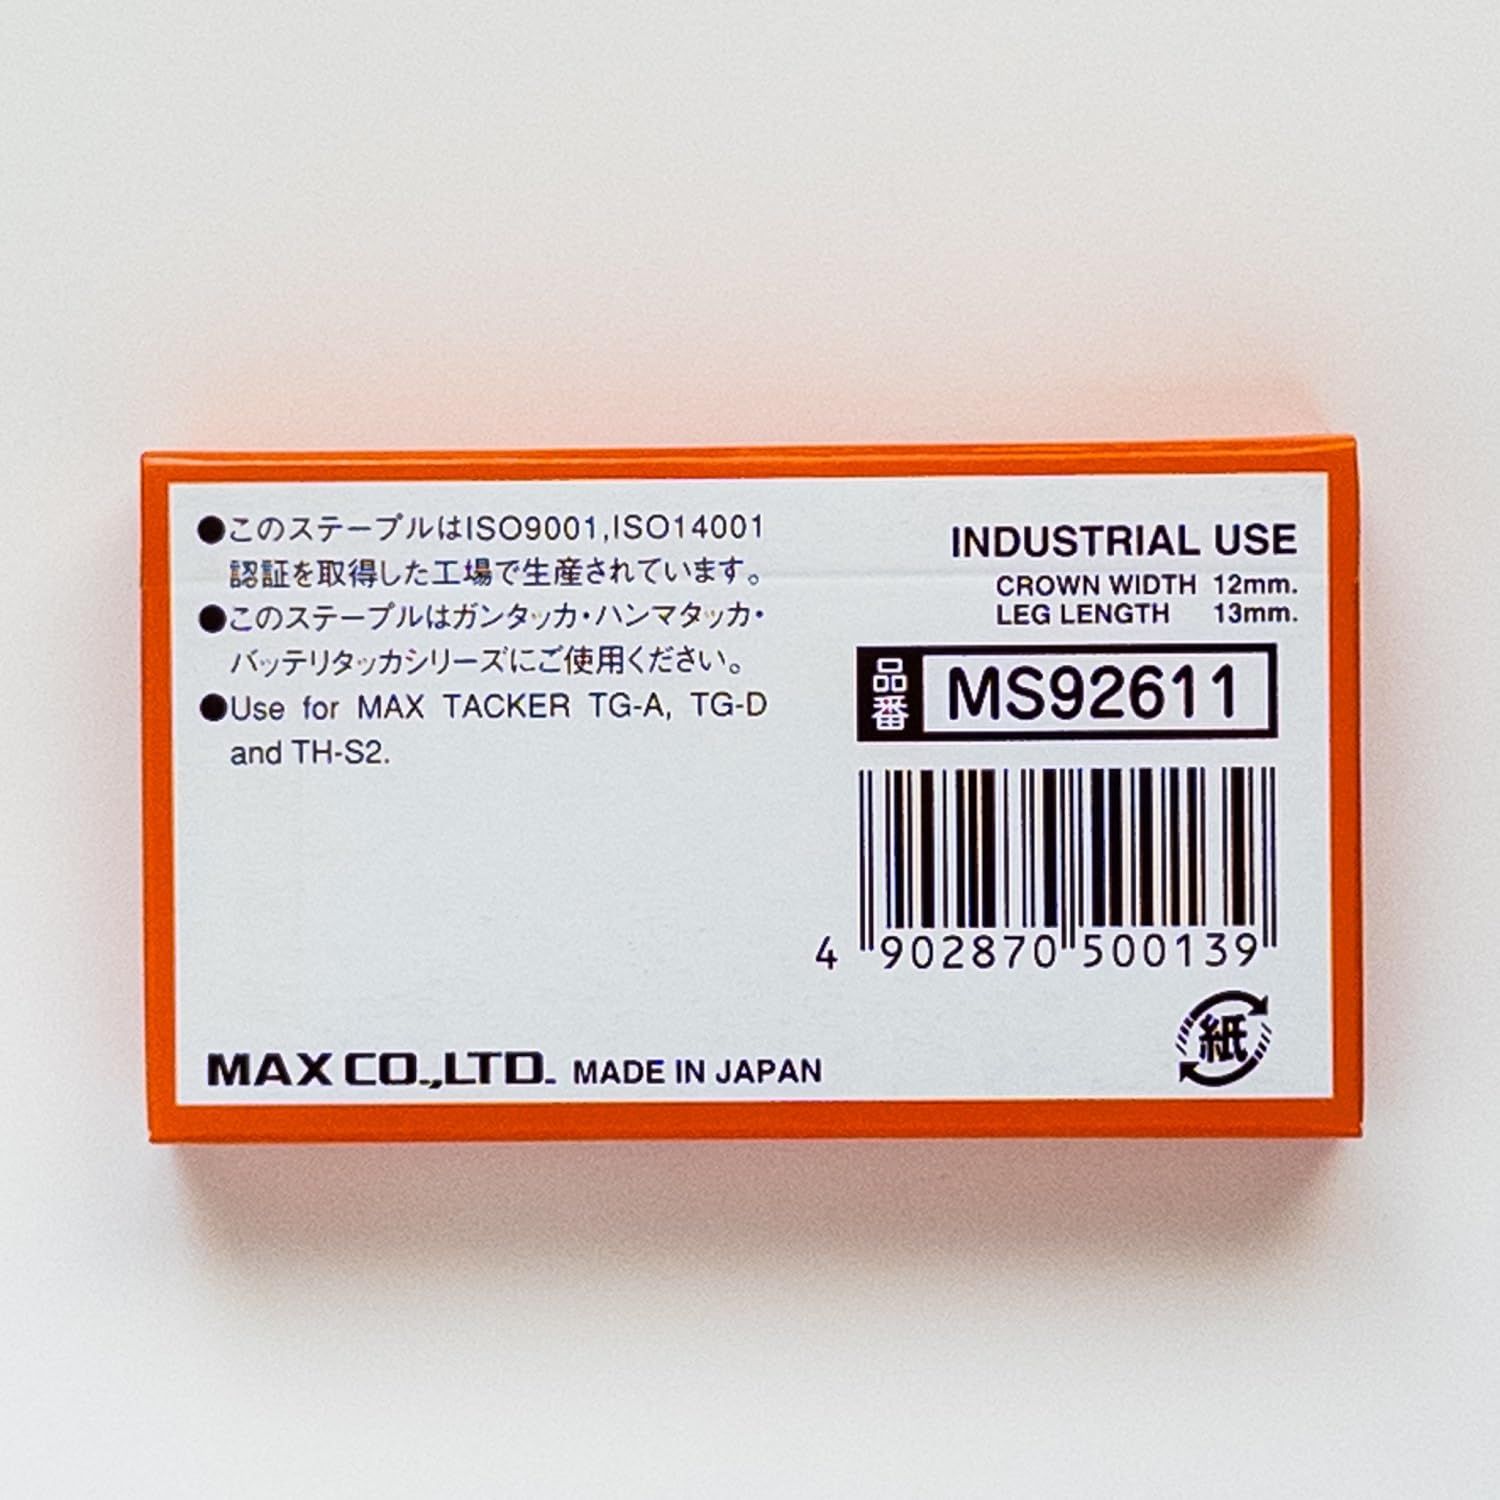 ●このステープルはISO9001,ISO14001
認証を取得した工場で生産されています。
●このステープルはガンタッカ・ハンマタッカ・
バッテリタッカシリーズにご使用ください。
●Use for MAX TACKER TG-A, TG-D
and TH-S2.
INDUSTRIAL USE
CROWN WIDTH 12mm.
LEG LENGTH 13mm.
品番 MS92611
4 902870 500139
紙
MAX CO.,LTD. MADE IN JAPAN